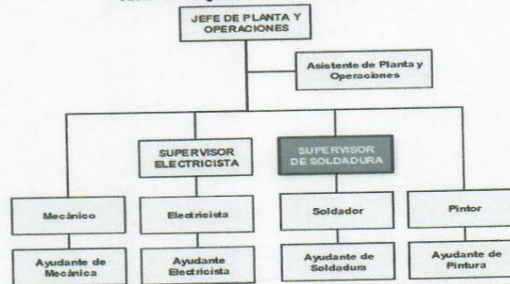 JEFE DE PLANTA Y
OPERACIONES
Asistente de Planta y
Operaciones
SUPERVISOR
ELECTRICISTA
SUPERVISOR
DE SOLDADURA
Mecánico
Electricista
Soldador
Pintor
Ayudante de
Mecánica
Ayudante
Electricista
Ayudante de
Soldadura
Ayudante de
Pintura